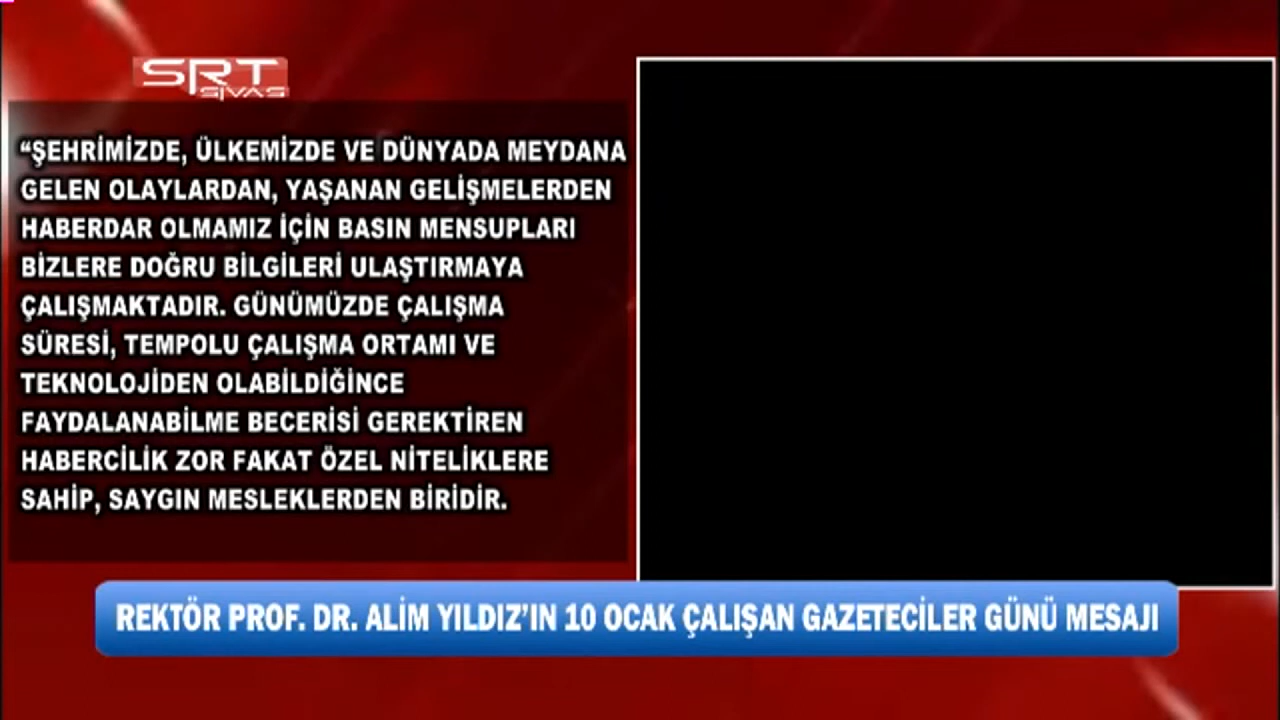 SRT
SİVAS
“ŞEHRİMİZDE, ÜLKEMİZDE VE DÜNYADA MEYDANA
GELEN OLAYLARDAN, YAŞANAN GELİŞMELERDEN
HABERDAR OLMAMIZ İÇİN BASIN MENSUPLARI
BİZLERE DOĞRU BİLGİLERİ ULAŞTIRMAYA
ÇALIŞMAKTADIR. GÜNÜMÜZDE ÇALIŞMA
SÜRESİ, TEMPOLU ÇALIŞMA ORTAMI VE
TEKNOLOJİDEN OLABİLDİĞİNCE
FAYDALANABİLME BECERİSİ GEREKTİREN
HABERCİLİK ZOR FAKAT ÖZEL NİTELİKLERE
SAHİP, SAYGIN MESLEKLERDEN BİRİDİR.
REKTÖR PROF. DR. ALİM YILDIZ’IN 10 OCAK ÇALIŞAN GAZETECİLER GÜNÜ MESAJI